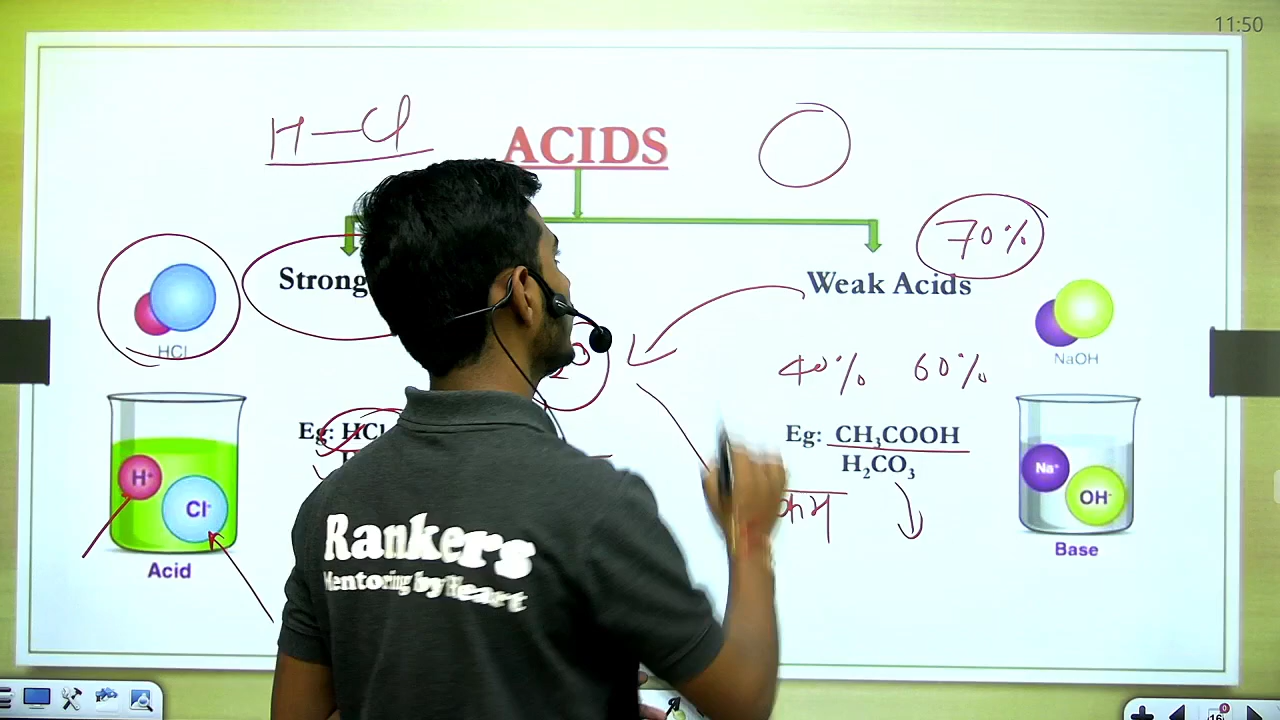 11:50
H–Cl
ACIDS
70%
Strong
Weak Acids
HCl
NaOH
40% 60%
Eg: HCl
Eg: CH₃COOH
H₂CO₃
H⁺
Cl⁻
Na⁺
OH⁻
Acid
Base
Rankers
Mentoring by Heart